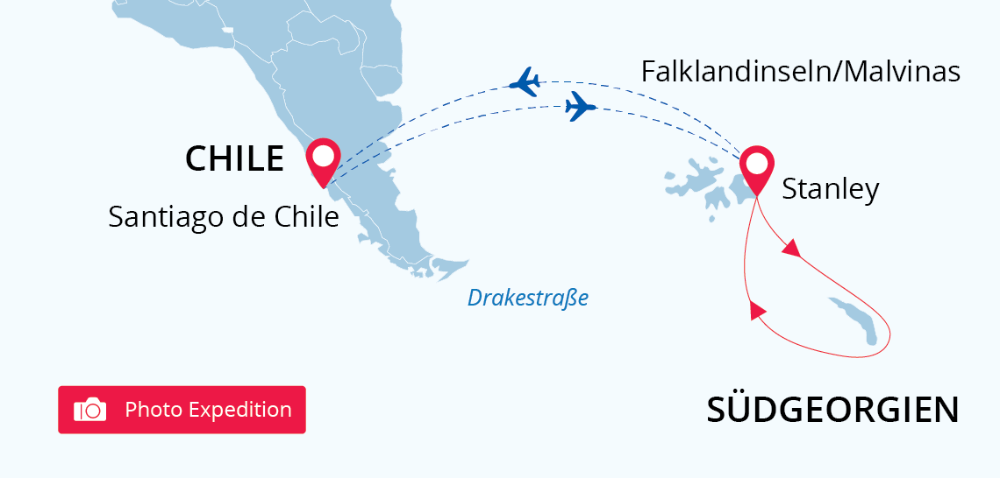 Falklandinseln/Malvinas
CHILE
Santiago de Chile
Stanley
Drakestraße
Photo Expedition
SÜDGEORGIEN